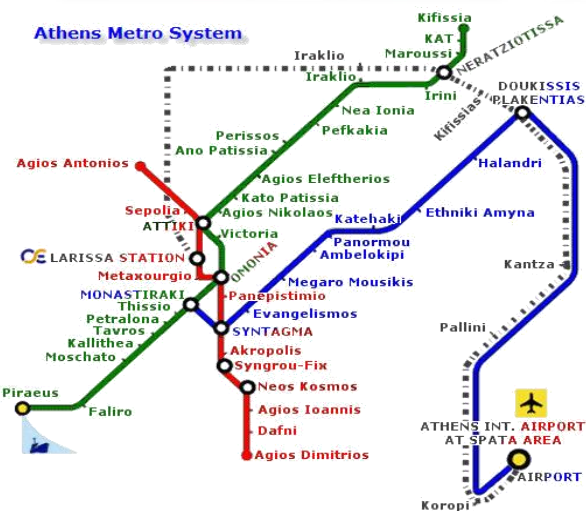 Athens Metro System
Kifissia
KAT
Maroussi
NERATZIOTISSA
Iraklio
Iraklio
Irini
Kifissias
DOUKISSIS
PLAKENTIAS
Nea Ionia
Pefkakia
Perissos
Ano Patissia
Halandri
Agios Antonios
Agios Eleftherios
Kato Patissia
Sepolia
Agios Nikolaos
Ethniki Amyna
ATTIKI
Victoria
Katehaki
Panormou
Ambelokipi
LARISSA STATION
OMONIA
Kantza
Metaxourgio
Megaro Mousikis
MONASTIRAKI
Panepistimio
Thissio
Evangelismos
Petralona
Tavros
SYNTAGMA
Pallini
Kallithea
Moschato
Akropolis
Syngrou-Fix
Piraeus
Neos Kosmos
Faliro
Agios Ioannis
Dafni
ATHENS INT. AIRPORT
AT SPATA AREA
Agios Dimitrios
AIRPORT
Koropi